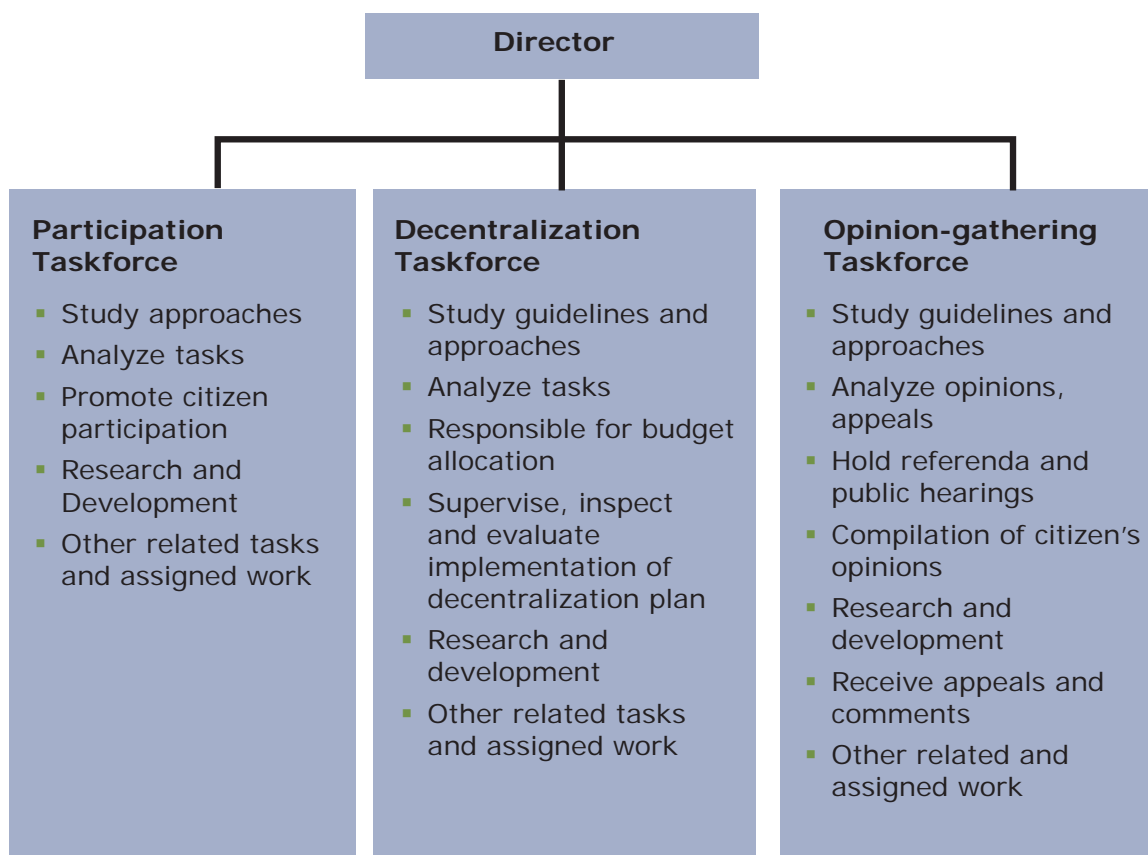 Director
Participation
Taskforce
▪ Study approaches
▪ Analyze tasks
▪ Promote citizen
participation
▪ Research and
Development
▪ Other related tasks
and assigned work
Decentralization
Taskforce
▪ Study guidelines and
approaches
▪ Analyze tasks
▪ Responsible for budget
allocation
▪ Supervise, inspect
and evaluate
implementation of
decentralization plan
▪ Research and
development
▪ Other related tasks
and assigned work
Opinion-gathering
Taskforce
▪ Study guidelines and
approaches
▪ Analyze opinions,
appeals
▪ Hold referenda and
public hearings
▪ Compilation of citizen's
opinions
▪ Research and
development
▪ Receive appeals and
comments
▪ Other related and
assigned work